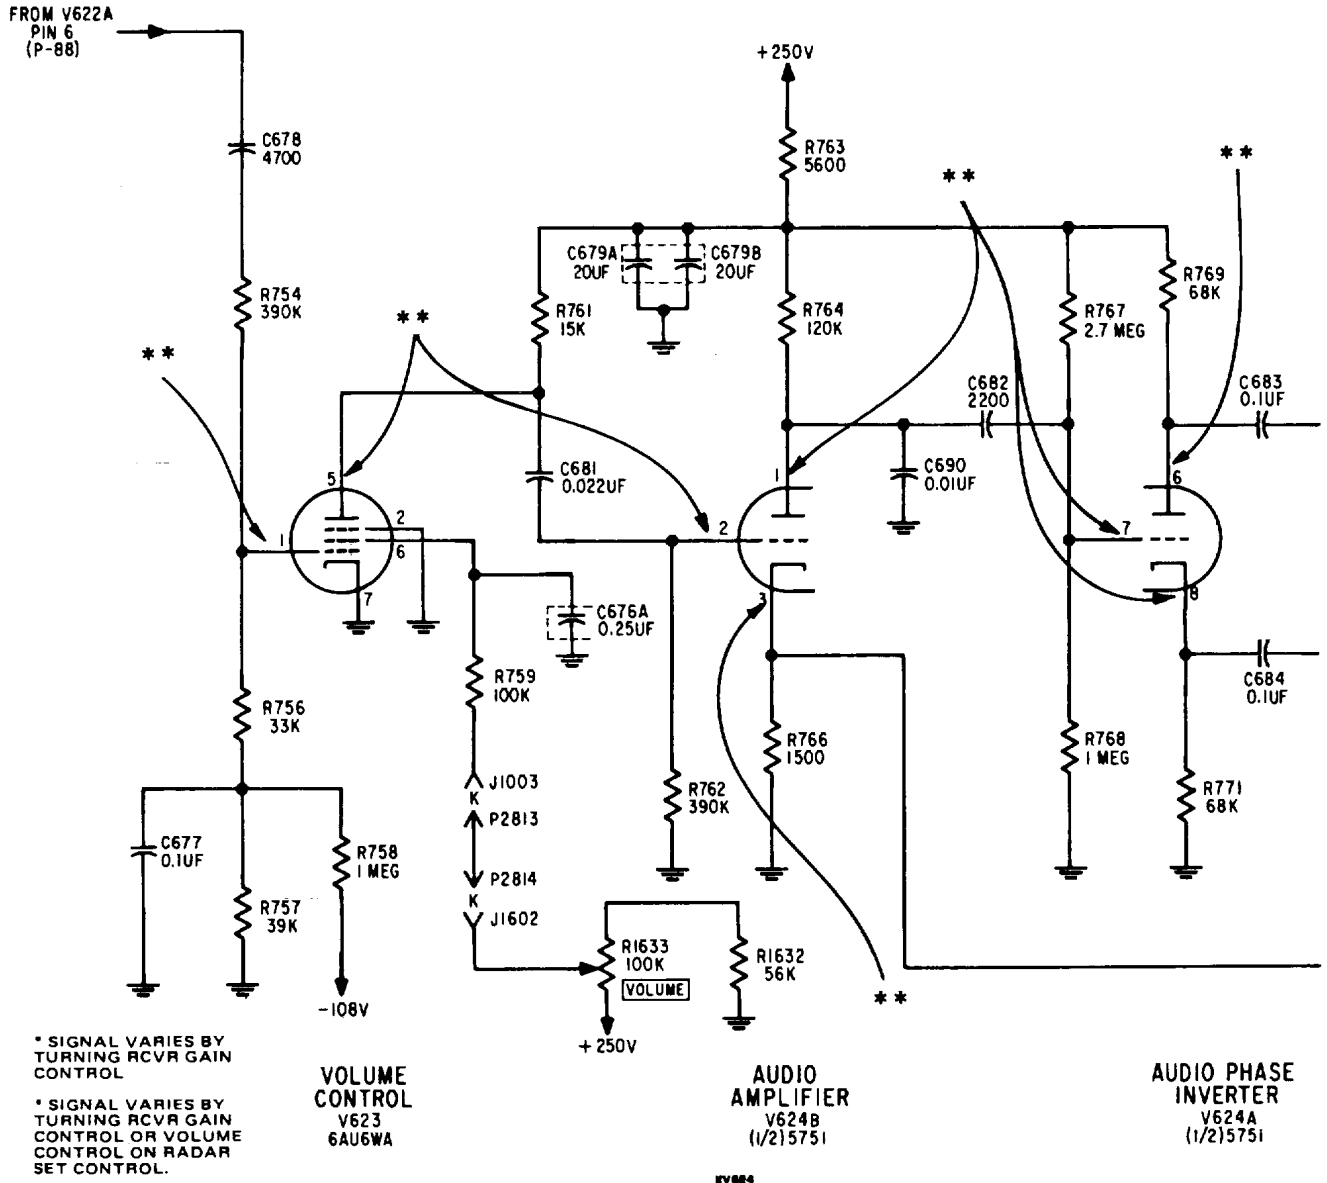 FROM V622A
PIN 6
(P-88)
+250V
C678
4700
R763
5600
**
**
C679A
20UF
C679B
20UF
R754
390K
R761
15K
R764
120K
R767
2.7 MEG
R769
68K
**
**
C682
2200
C683
0.1UF
5
C681
0.022UF
1
C690
0.01UF
6
1
2
6
7
2
7
3
8
C676A
0.25UF
R759
100K
C684
0.1UF
R756
33K
R766
1500
R768
1 MEG
J1003
K
P2813
R762
390K
R771
68K
C677
0.1UF
R758
1 MEG
P2814
K
J1602
R757
39K
R1633
100K
VOLUME
R1632
56K
**
-108V
+250V
* SIGNAL VARIES BY
TURNING RCVR GAIN
CONTROL
* SIGNAL VARIES BY
TURNING RCVR GAIN
CONTROL OR VOLUME
CONTROL ON RADAR
SET CONTROL.
VOLUME
CONTROL
V623
6AU6WA
AUDIO
AMPLIFIER
V624B
(1/2)5751
AUDIO PHASE
INVERTER
V624A
(1/2)5751